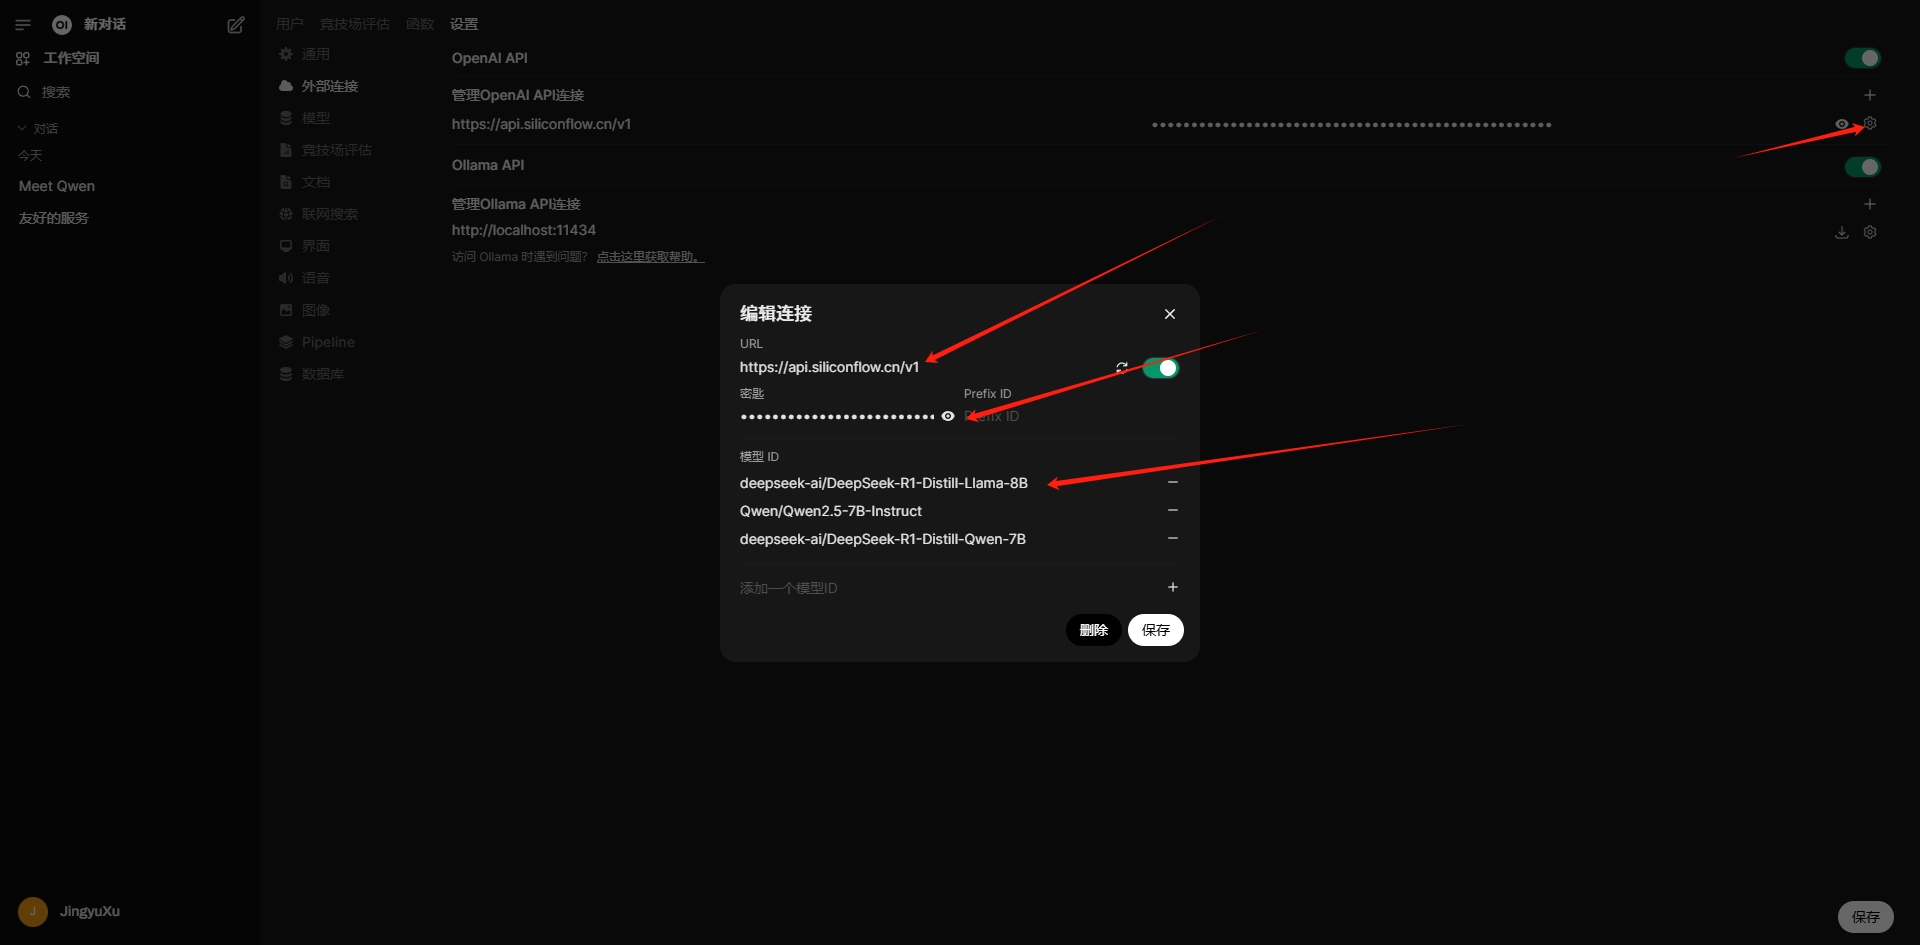 OI 新对话
工作空间
搜索
对话
今天
Meet Qwen
友好的服务
J JingyuXu
用户 竞技场评估 函数 设置
通用
外部连接
模型
竞技场评估
文档
联网搜索
界面
语音
图像
Pipeline
数据库
OpenAI API
管理OpenAI API连接
https://api.siliconflow.cn/v1
Ollama API
管理Ollama API连接
http://localhost:11434
访问 Ollama 时遇到问题? 点击这里获取帮助。
编辑连接
URL
https://api.siliconflow.cn/v1
密匙 Prefix ID
Prefix ID
模型 ID
deepseek-ai/DeepSeek-R1-Distill-Llama-8B
Qwen/Qwen2.5-7B-Instruct
deepseek-ai/DeepSeek-R1-Distill-Qwen-7B
添加一个模型ID
删除 保存
保存